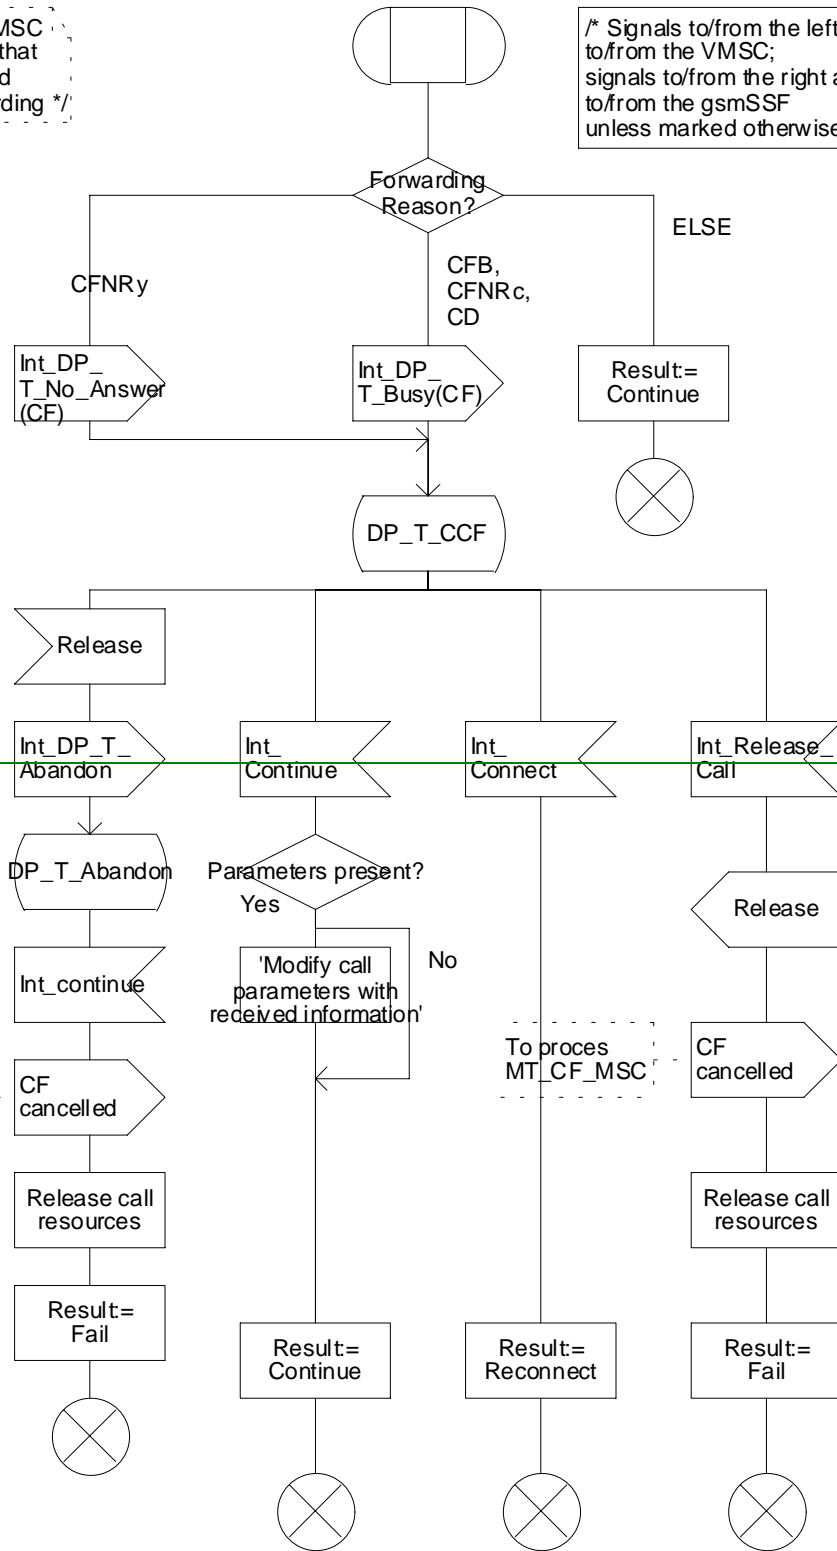 MSC
that
d
rding */
/* Signals to/from the left
to/from the VMSC;
signals to/from the right a
to/from the gsmSSF
unless marked otherwise
Forwarding
Reason?
ELSE
CFNRy
CFB,
CFNRc,
CD
Int_DP_
T_No_Answer
(CF)
Int_DP_
T_Busy(CF)
Result:=
Continue
DP_T_CCF
Release
Int_DP_T_
Abandon
Int_
Continue
Int_
Connect
Int_Release_
Call
DP_T_Abandon
Parameters present?
Yes
No
Release
Int_continue
'Modify call
parameters with
received information'
To proces
MT_CF_MSC
CF
cancelled
CF
cancelled
Release call
resources
Release call
resources
Result:=
Fail
Result:=
Continue
Result:=
Reconnect
Result:=
Fail